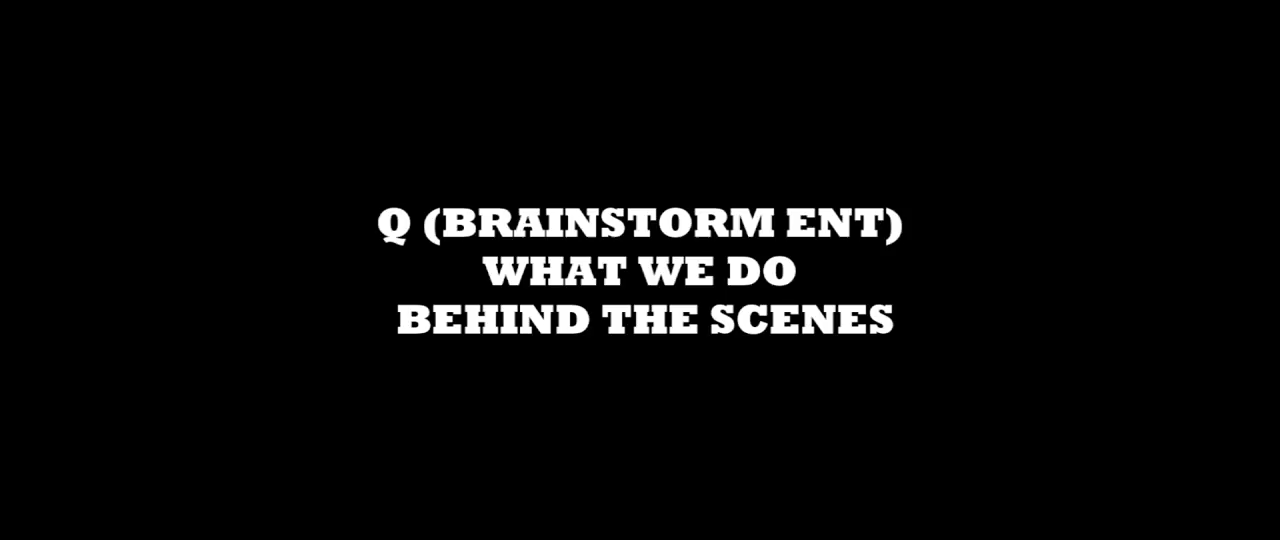 Q (BRAINSTORM ENT)
WHAT WE DO
BEHIND THE SCENES